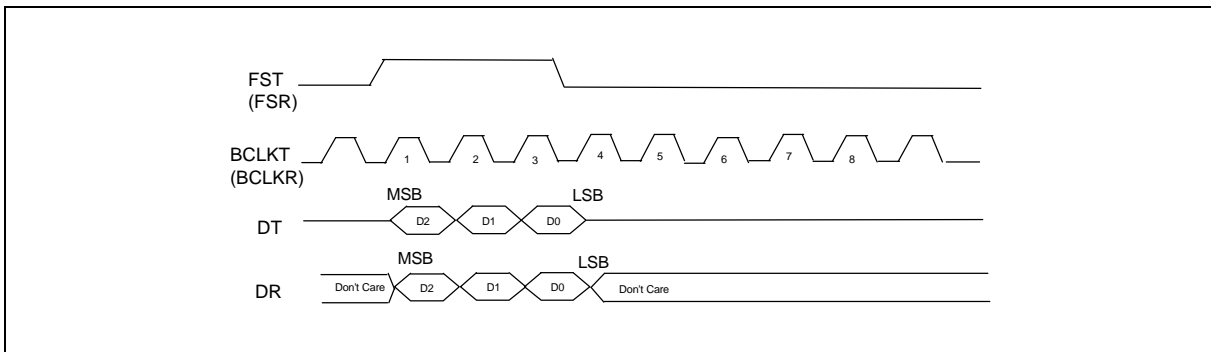 FST
(FSR)
BCLKT
(BCLKR)
1 2 3 4 5 6 7 8
MSB LSB
DT D2 D1 D0
MSB LSB
DR Don't Care D2 D1 D0 Don't Care